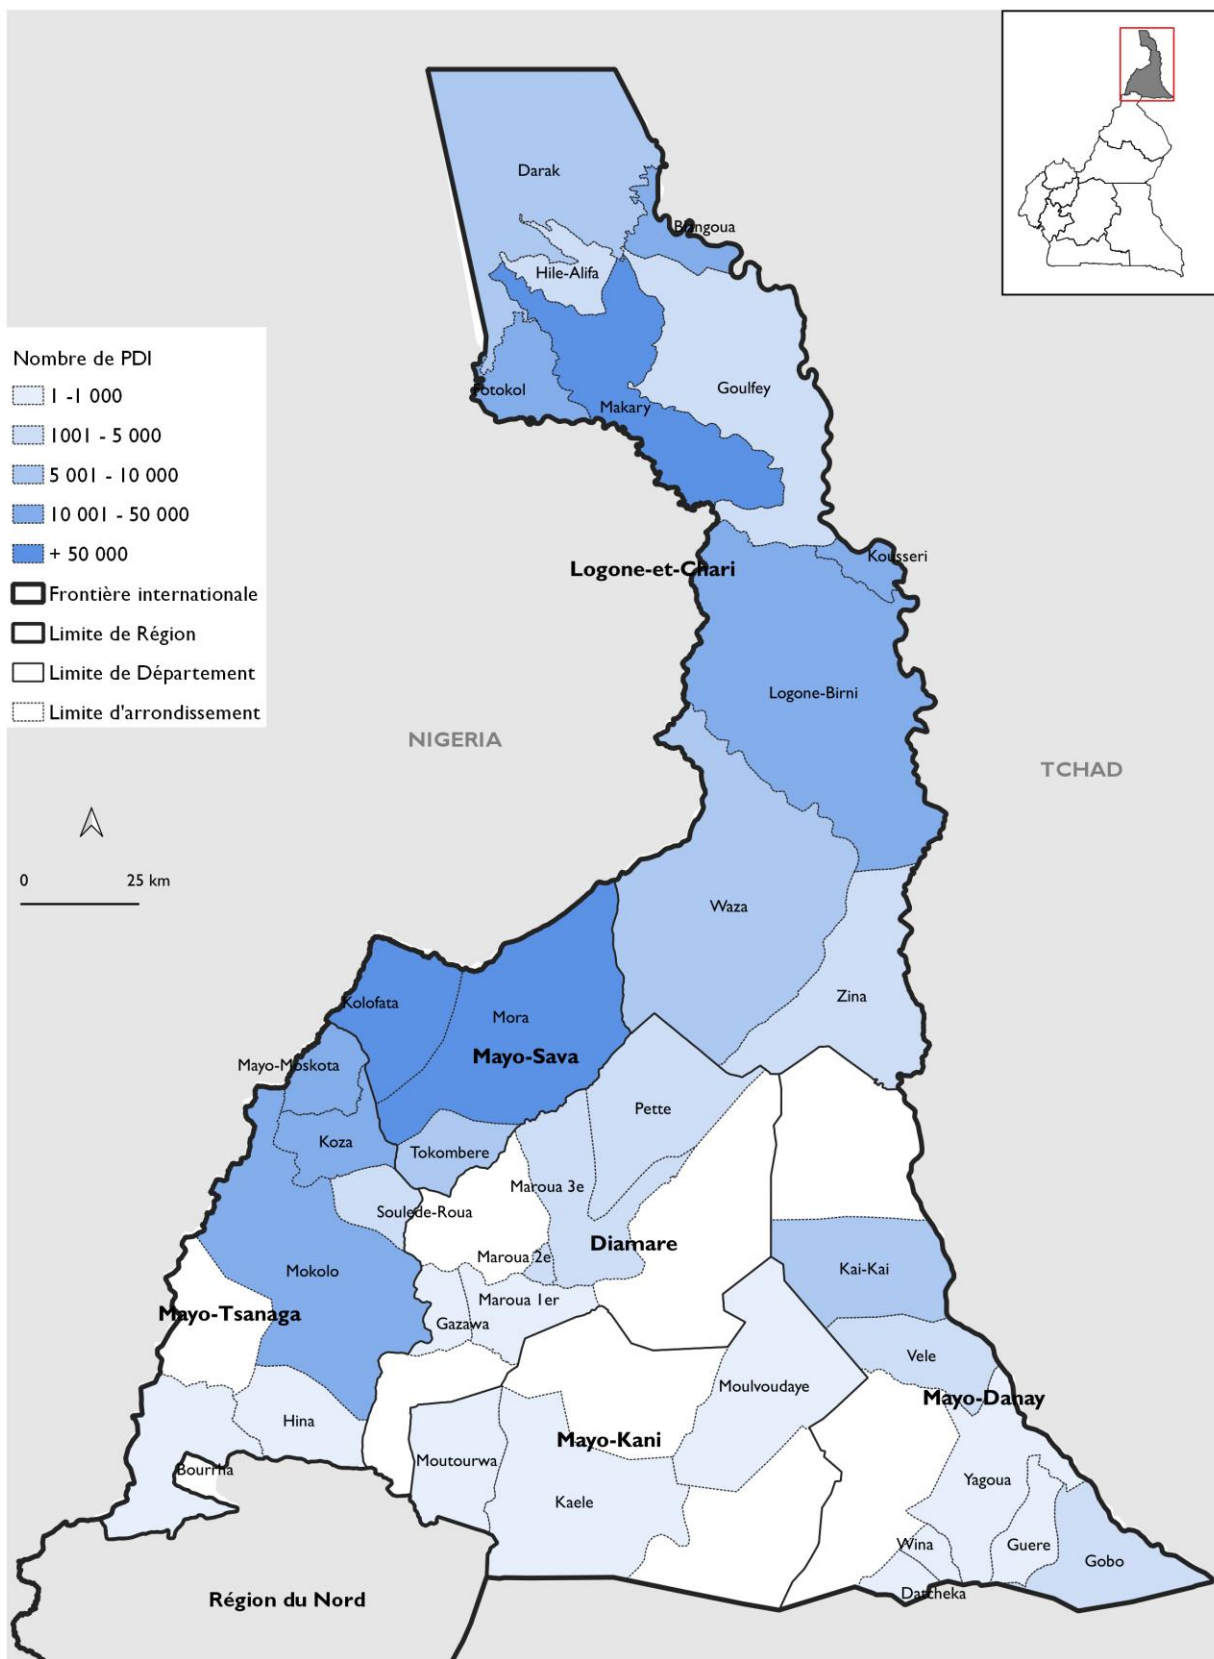 Darak
Blangoua
Hile-Alifa
Nombre de PDI
1 -1 000
1001 - 5 000
5 001 - 10 000
10 001 - 50 000
+ 50 000
Frontière internationale
Limite de Région
Limite de Département
Limite d'arrondissement
Fotokol
Makary
Goulfey
Logone-et-Chari
Kousseri
Logone-Birni
NIGERIA
TCHAD
0 25 km
Waza
Zina
Kolofata
Mora
Mayo-Sava
Mayo-Moskota
Pette
Koza
Tokombere
Maroua 3e
Soulede-Roua
Maroua 2e
Diamare
Mokolo
Kai-Kai
Mayo-Tsanaga
Maroua 1er
Gazawa
Vele
Moulvoudaye
Mayo-Danay
Hina
Mayo-Kani
Bourrha
Moutourwa
Kaele
Yagoua
Wina
Guere
Gobo
Datcheka
Région du Nord